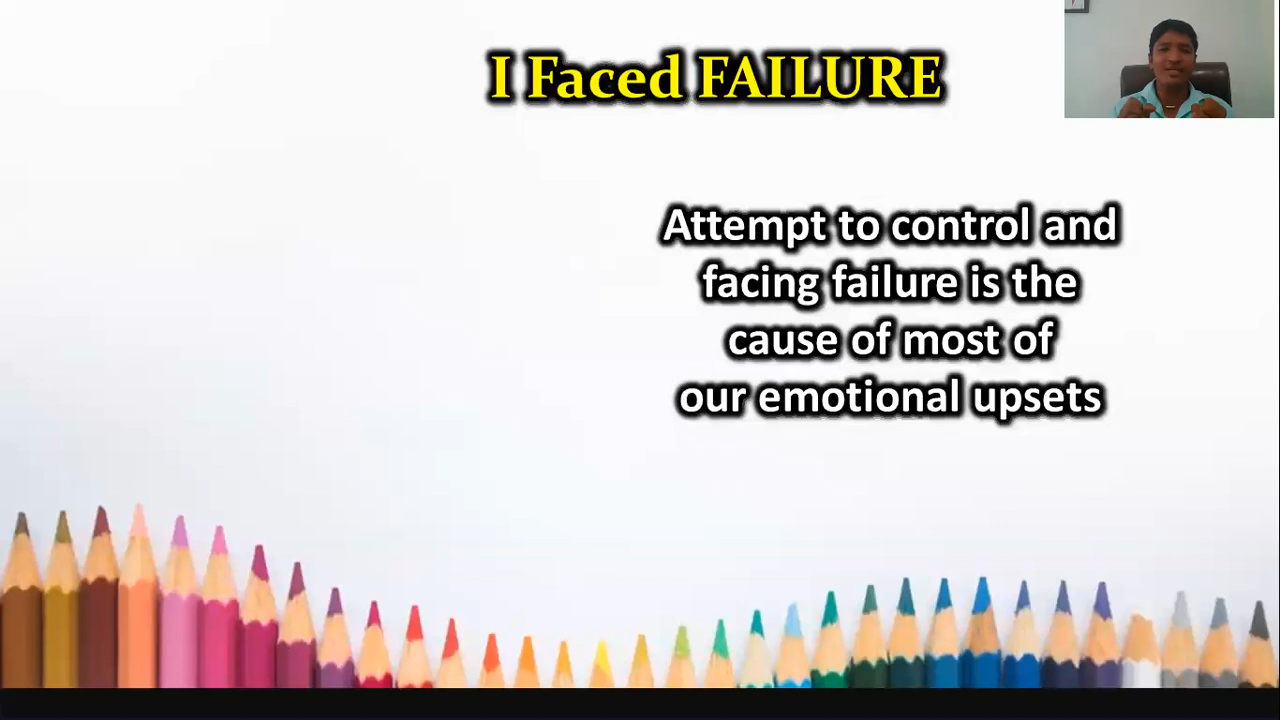 I Faced FAILURE
Attempt to control and
facing failure is the
cause of most of
our emotional upsets